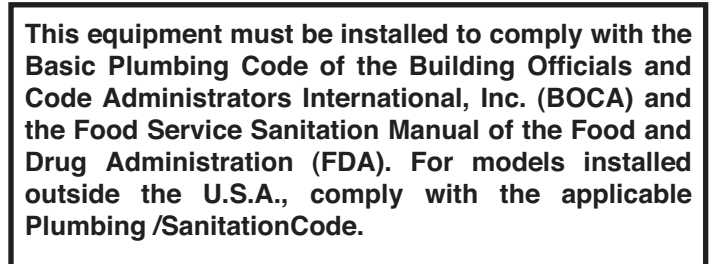 This equipment must be installed to comply with the
Basic Plumbing Code of the Building Officials and
Code Administrators International, Inc. (BOCA) and
the Food Service Sanitation Manual of the Food and
Drug Administration (FDA). For models installed
outside the U.S.A., comply with the applicable
Plumbing /SanitationCode.